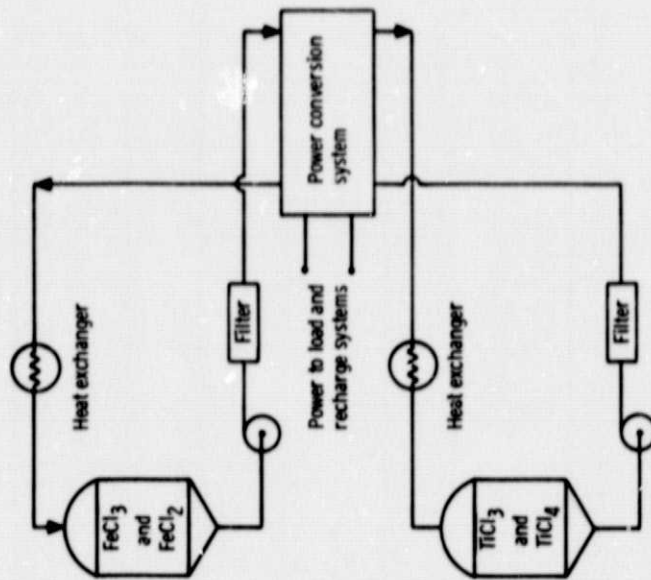 FeCl3
and
FeCl2
Heat exchanger
Filter
Power conversion
system
Power to load and
recharge systems
Heat exchanger
TiCl3
and
TiCl4
Filter